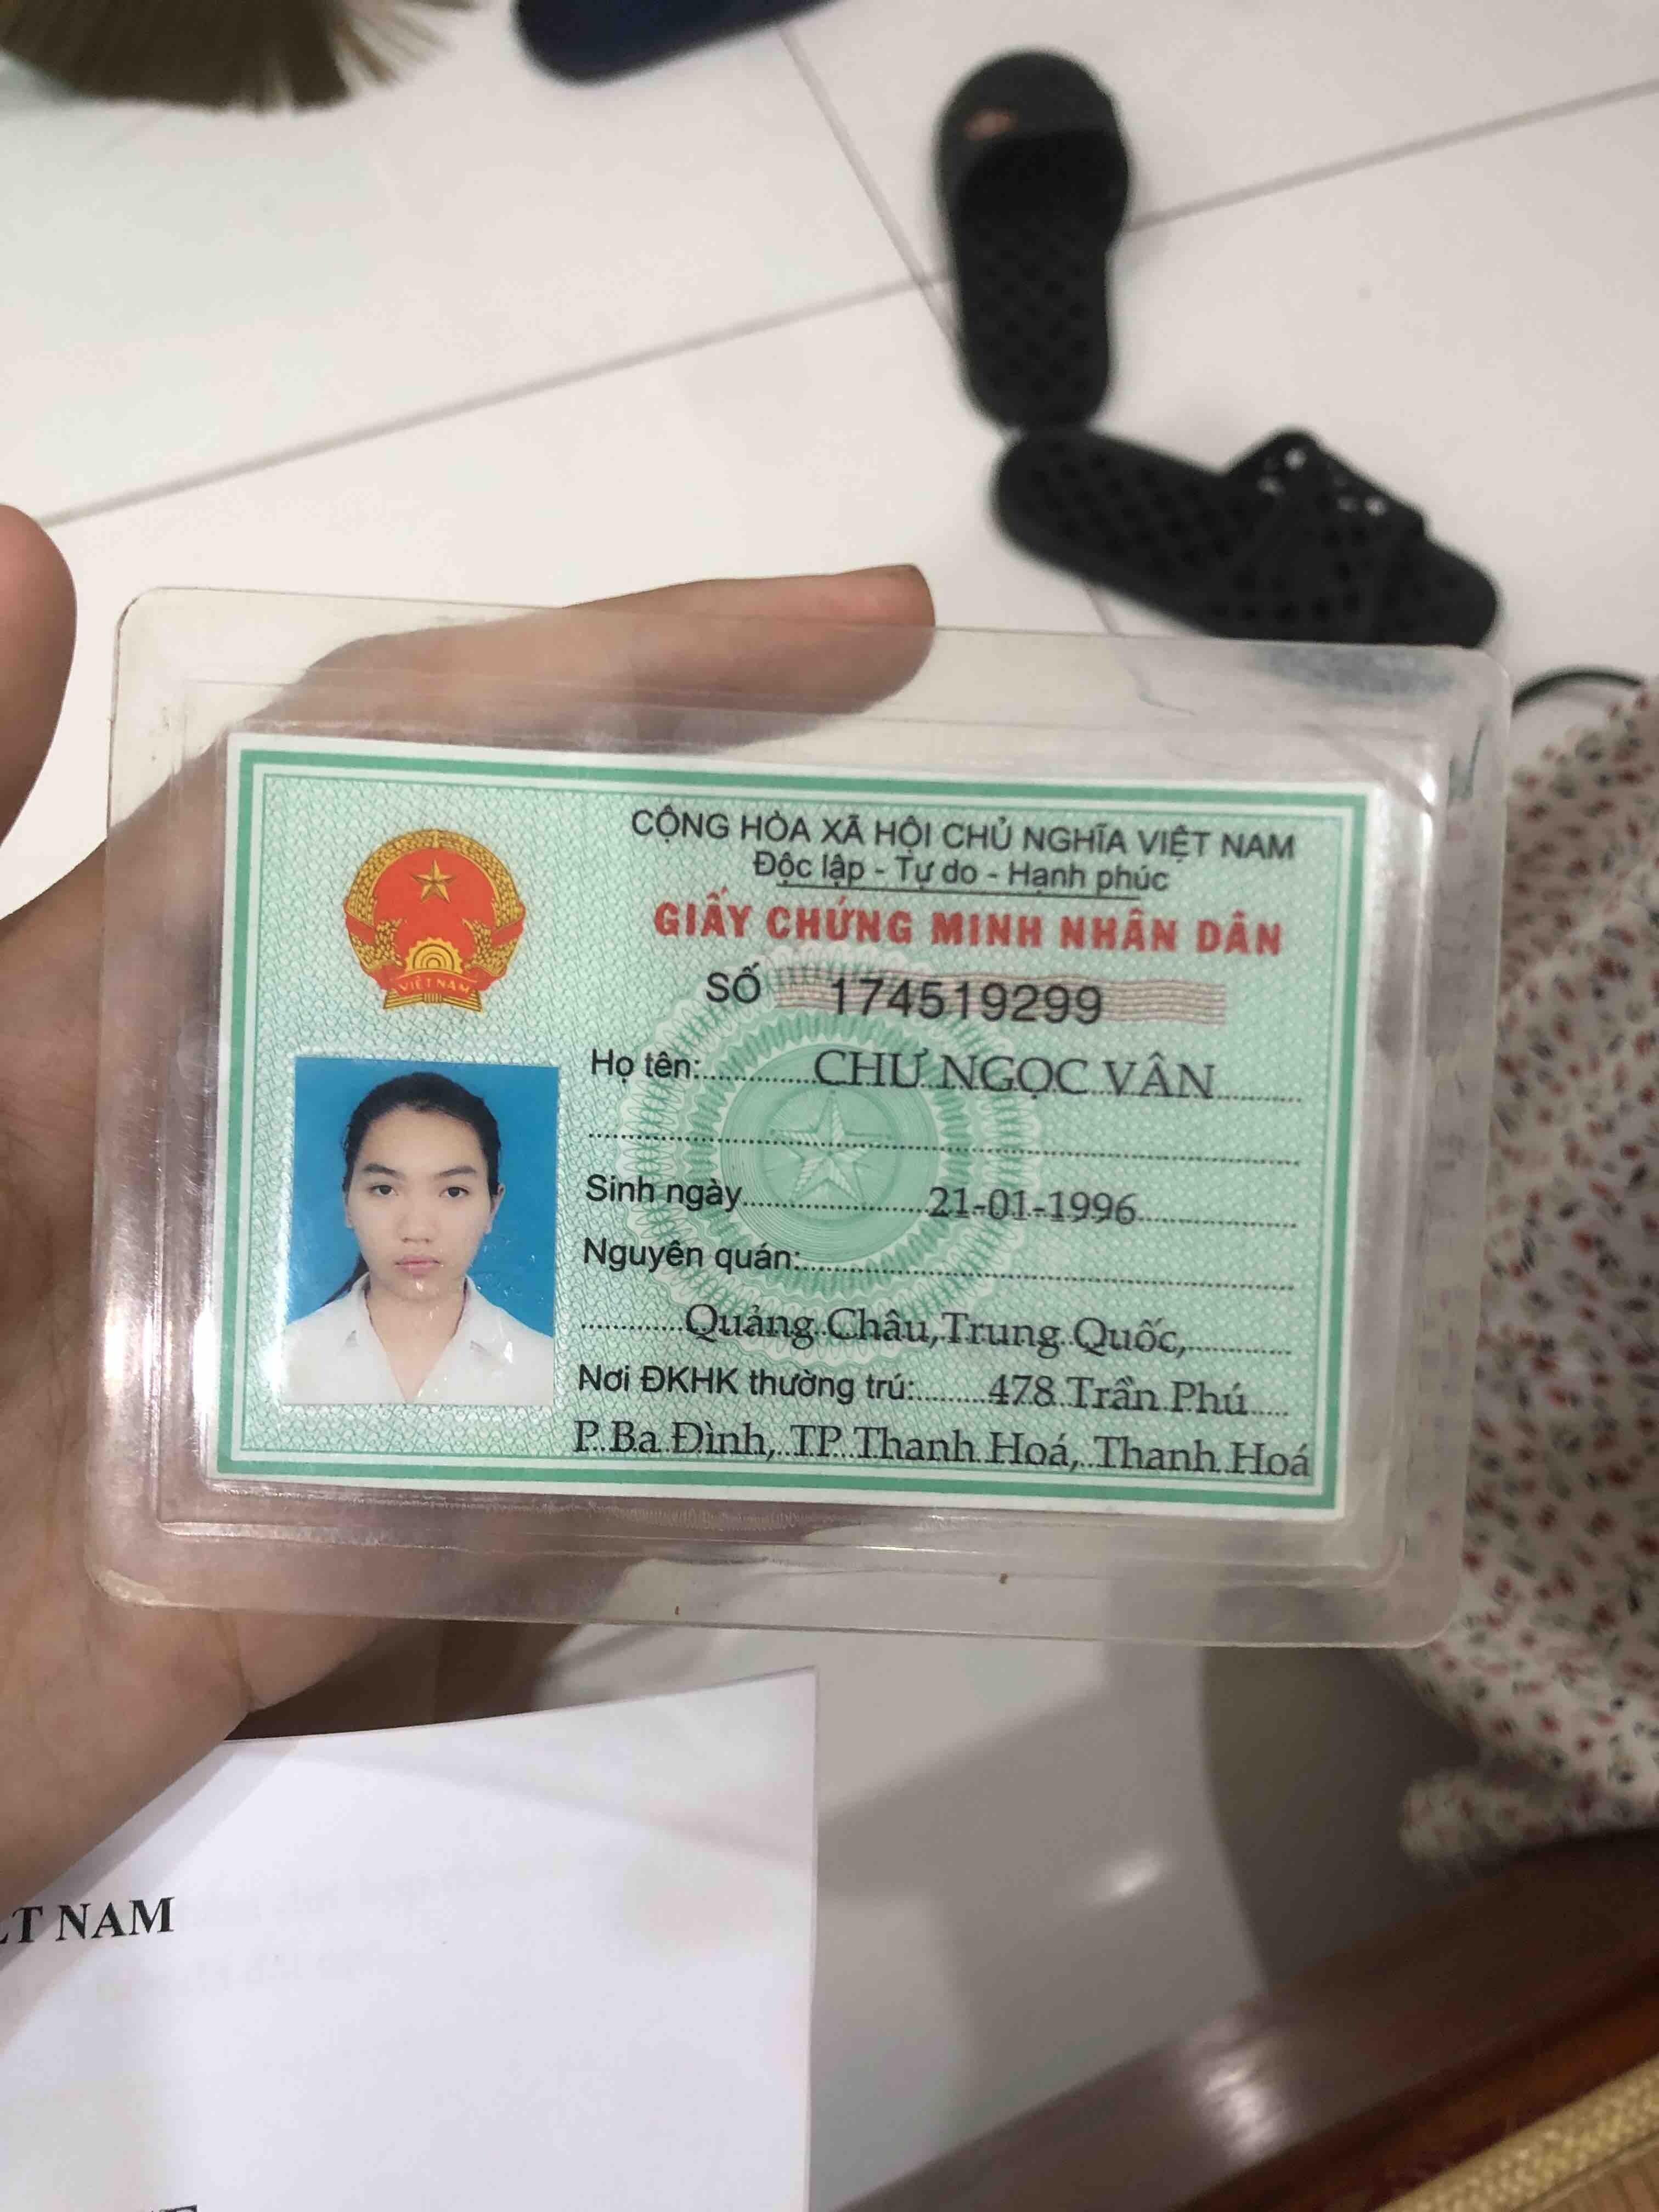 CỘNG HÒA XÃ HỘI CHỦ NGHĨA VIỆT NAM
Độc lập - Tự do - Hạnh phúc
GIẤY CHỨNG MINH NHÂN DÂN
SỐ 174519299
VIỆT NAM
Họ tên: CHƯ NGỌC VÂN
Sinh ngày 21-01-1996
Nguyên quán:
Quảng Châu,Trung Quốc,
Nơi ĐKHK thường trú: 478 Trần Phú
P.Ba Đình, TP.Thanh Hoá, Thanh Hoá
NAM